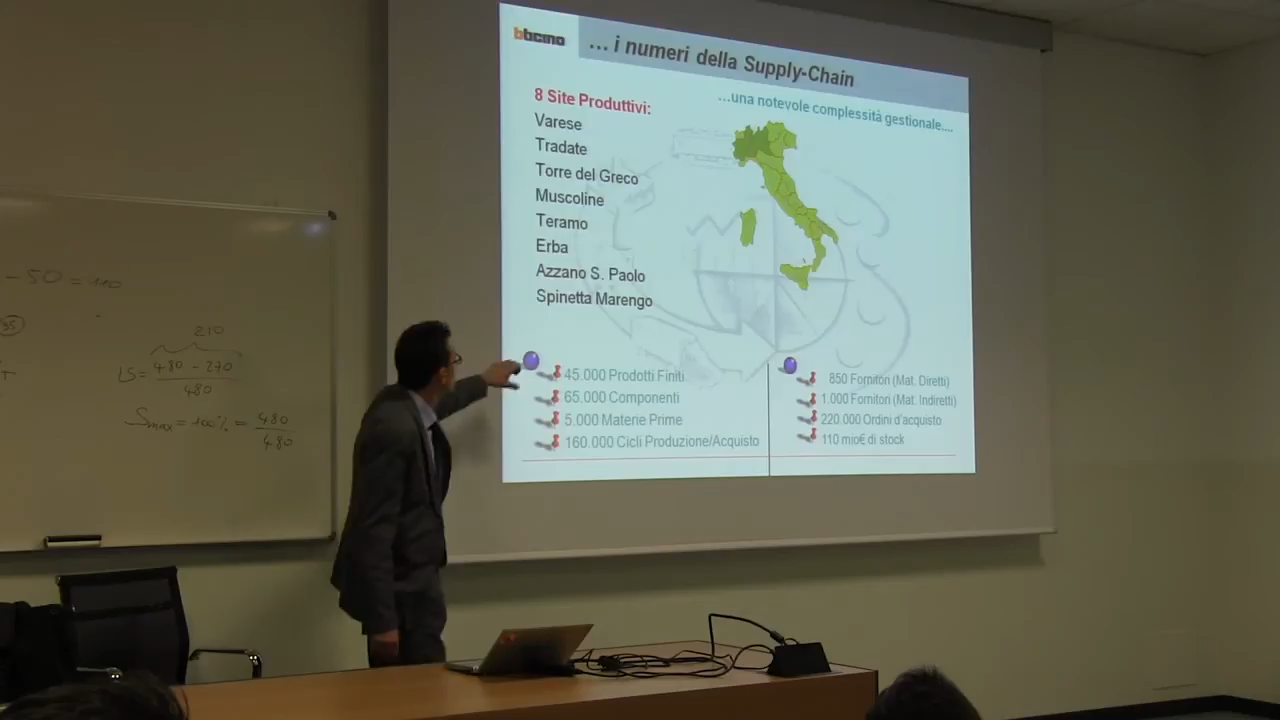 - 50 = 110
35
T
210
LS = 480 - 270
480
Smax = 100% = 480
480
bticino
... i numeri della Supply-Chain
...una notevole complessità gestionale....
8 Site Produttivi:
Varese
Tradate
Torre del Greco
Muscoline
Teramo
Erba
Azzano S. Paolo
Spinetta Marengo
45.000 Prodotti Finiti
65.000 Componenti
5.000 Materie Prime
160.000 Cicli Produzione/Acquisto
850 Fornitori (Mat. Diretti)
1.000 Fornitori (Mat. Indiretti)
220.000 Ordini d'acquisto
110 mio€ di stock